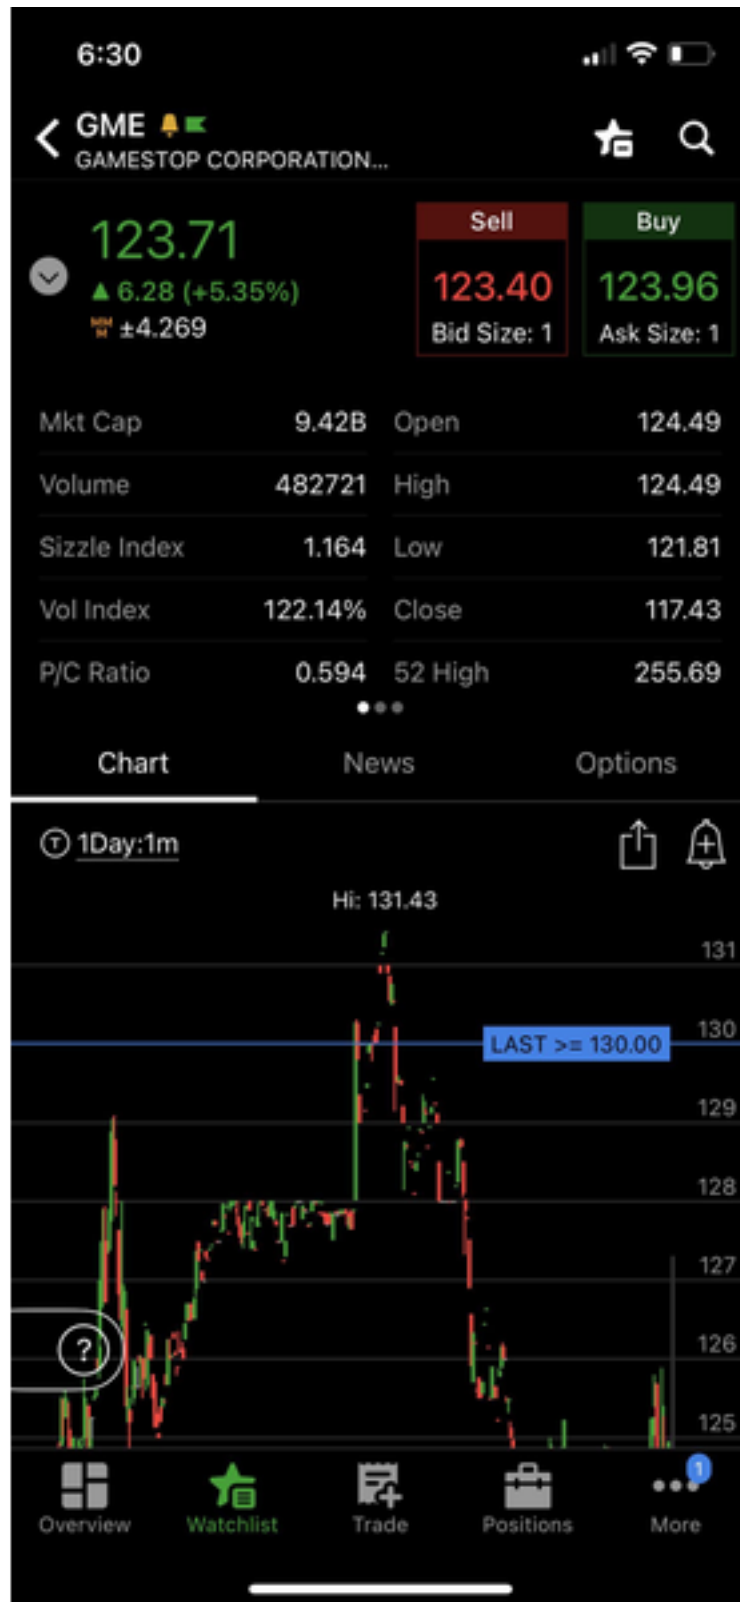 6:30
GME
GAMESTOP CORPORATION...
123.71
▲ 6.28 (+5.35%)
MM
M ±4.269
Sell
123.40
Bid Size: 1
Buy
123.96
Ask Size: 1
Mkt Cap 9.42B Open 124.49
Volume 482721 High 124.49
Sizzle Index 1.164 Low 121.81
Vol Index 122.14% Close 117.43
P/C Ratio 0.594 52 High 255.69
Chart News Options
T 1Day:1m
Hi: 131.43
131
LAST >= 130.00 130
129
128
127
? 126
125
1
Overview Watchlist Trade Positions More